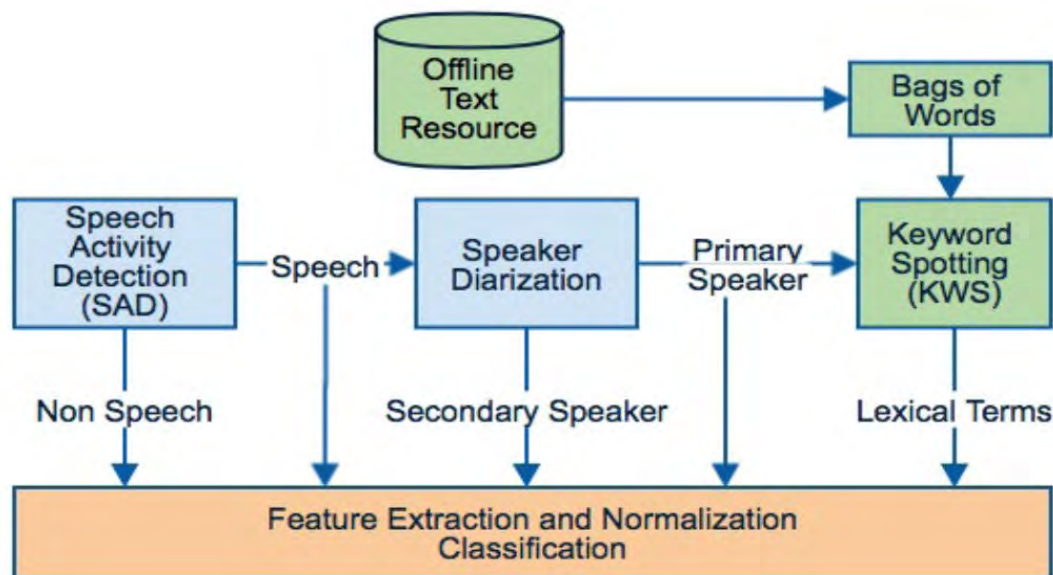 Offline
Text
Resource
Bags of
Words
Speech
Activity
Detection
(SAD)
Speech
Speaker
Diarization
Primary
Speaker
Keyword
Spotting
(KWS)
Non Speech
Secondary Speaker
Lexical Terms
Feature Extraction and Normalization
Classification